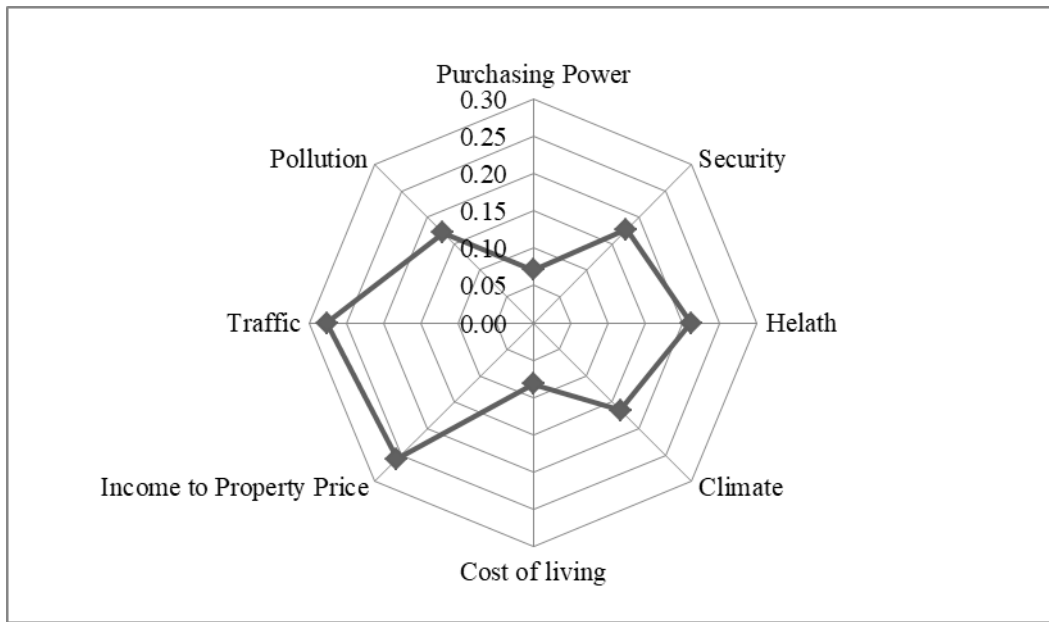 Purchasing Power
0.30
0.25
0.20
0.15
0.10
0.05
0.00
Security
Helath
Climate
Cost of living
Income to Property Price
Traffic
Pollution